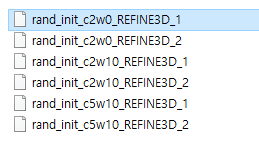 rand_init_c2w0_REFINE3D_1
rand_init_c2w0_REFINE3D_2
rand_init_c2w10_REFINE3D_1
rand_init_c2w10_REFINE3D_2
rand_init_c5w10_REFINE3D_1
rand_init_c5w10_REFINE3D_2